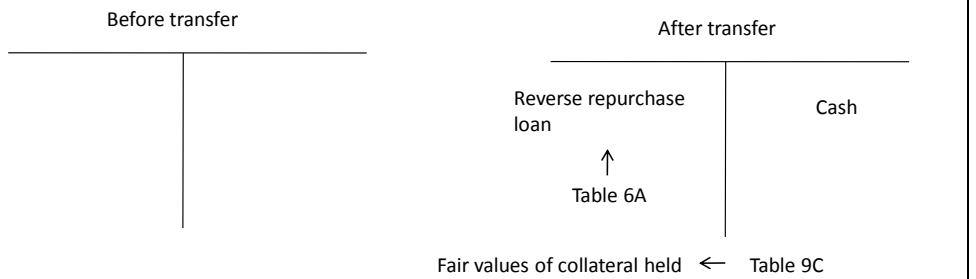 Before transfer
After transfer
Reverse repurchase
loan
Cash
Table 6A
Fair values of collateral held ← Table 9C